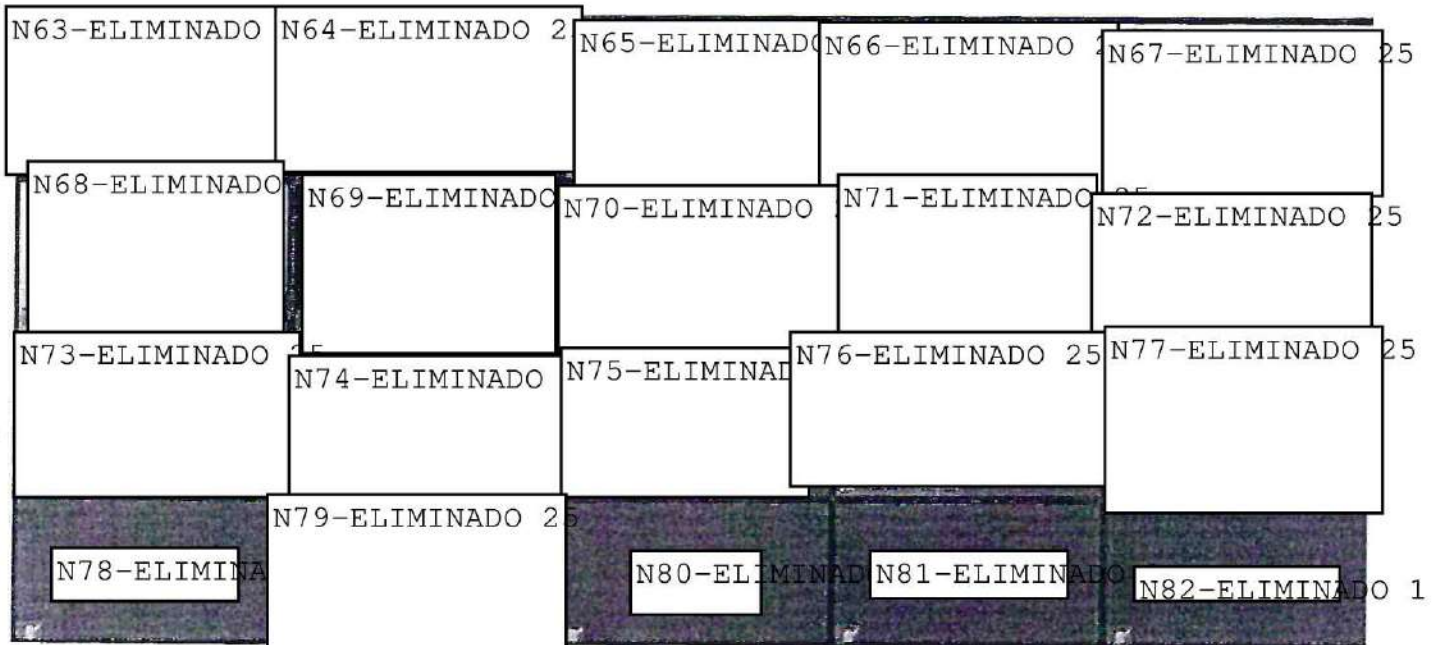 N63-ELIMINADO N64-ELIMINADO 2 N65-ELIMINADO N66-ELIMINADO 2 N67-ELIMINADO 25
N68-ELIMINADO N69-ELIMINADO N70-ELIMINADO N71-ELIMINADO 25 N72-ELIMINADO 25
N73-ELIMINADO 25 N74-ELIMINADO N75-ELIMINAD N76-ELIMINADO 25 N77-ELIMINADO 25
N78-ELIMINA N79-ELIMINADO 25 N80-ELIMINAD N81-ELIMINADO N82-ELIMINADO 1